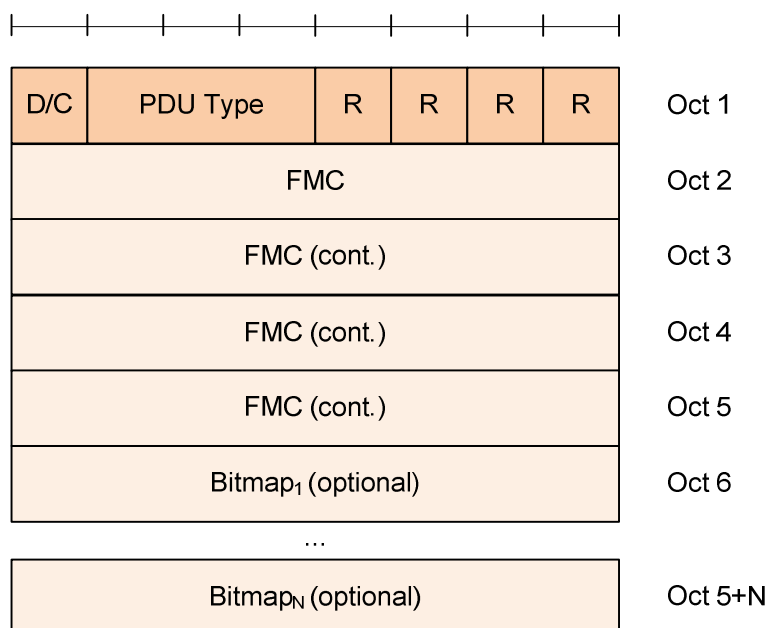 D/C PDU Type R R R R Oct 1
FMC Oct 2
FMC (cont.) Oct 3
FMC (cont.) Oct 4
FMC (cont.) Oct 5
Bitmap₁ (optional) Oct 6
...
Bitmap_N (optional) Oct 5+N